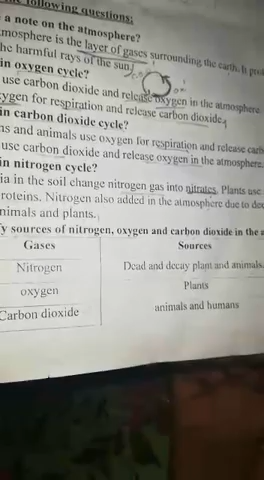 following questions:
a note on the atmosphere?
mosphere is the layer of gases surrounding the earth. It
he harmful rays of the sun
in oxygen cycle?
use carbon dioxide and release oxygen in the atmosphere.
xygen for respiration and release carbon dioxide.
in carbon dioxide cycle?
ns and animals use oxygen for respiration and release carb
use carbon dioxide and release oxygen in the atmosphere.
in nitrogen cycle?
ia in the soil change nitrogen gas into nitrates. Plants use
roteins. Nitrogen also added in the atmosphere due to
nimals and plants.
fy sources of nitrogen, oxygen and carbon dioxide in the a
Gases Sources
Nitrogen Dead and decay plant and animals.
oxygen Plants
Carbon dioxide animals and humans